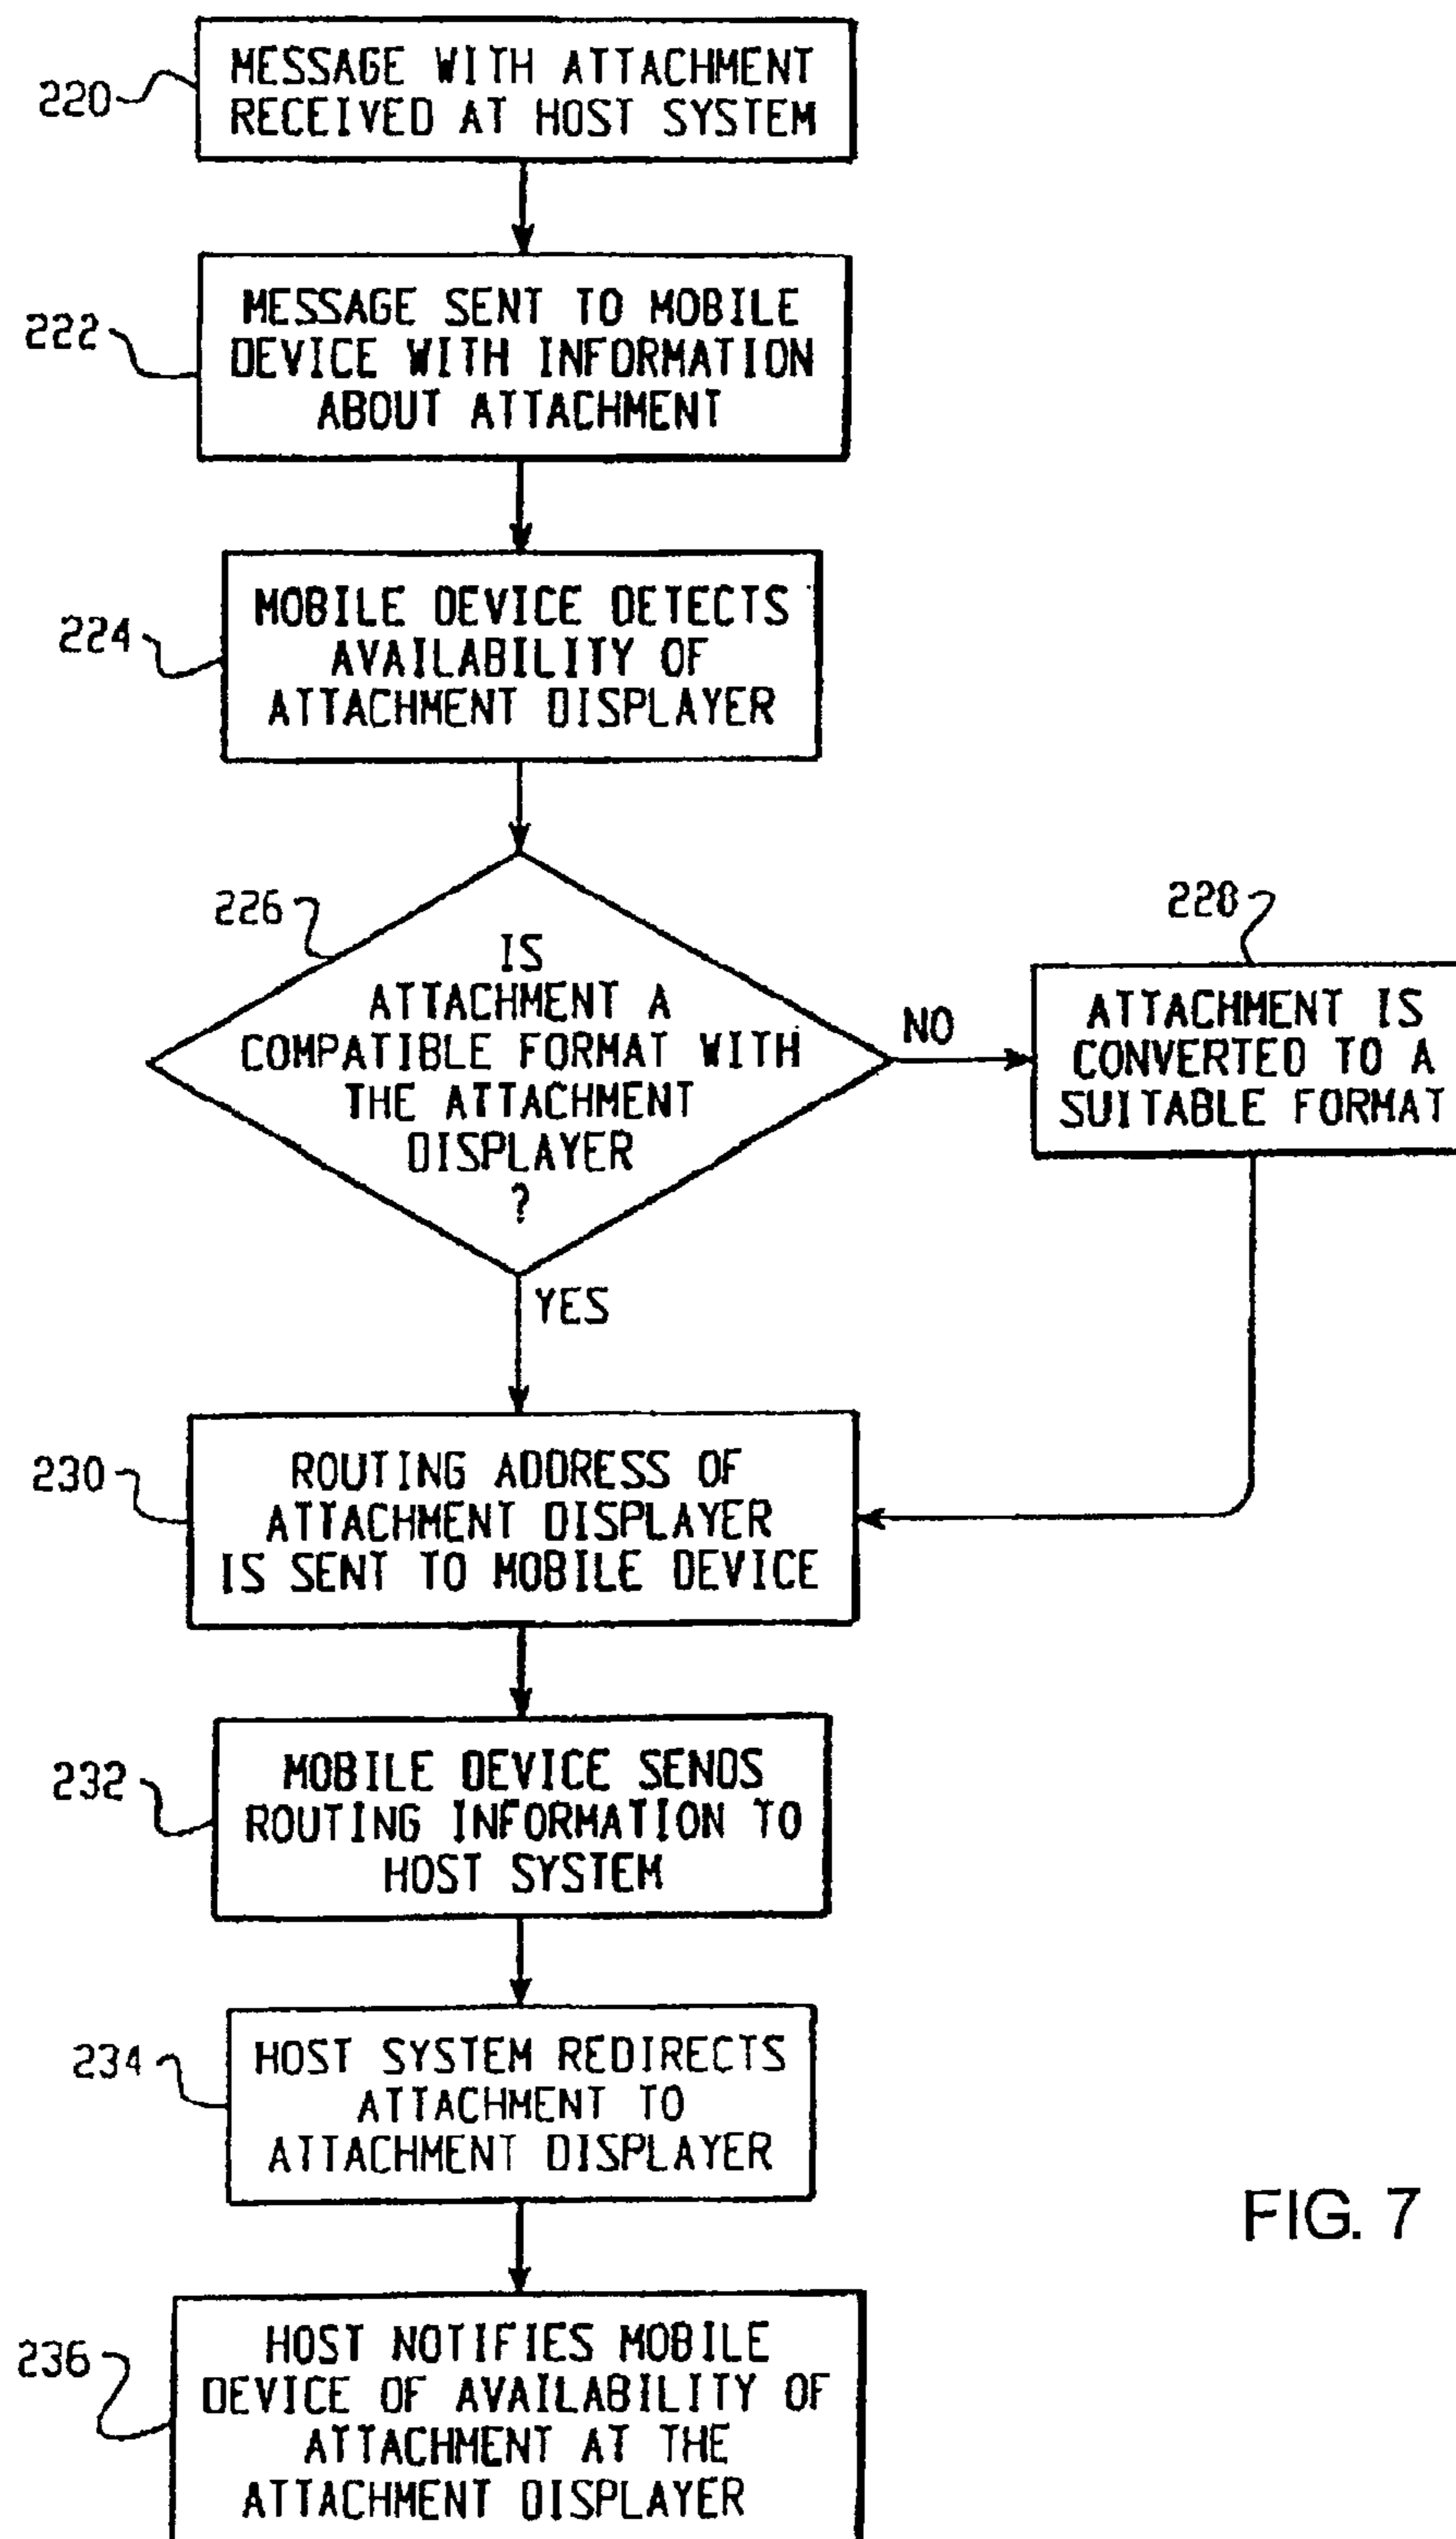 220
MESSAGE WITH ATTACHMENT
RECEIVED AT HOST SYSTEM
222
MESSAGE SENT TO MOBILE
DEVICE WITH INFORMATION
ABOUT ATTACHMENT
224
MOBILE DEVICE DETECTS
AVAILABILITY OF
ATTACHMENT DISPLAYER
226
IS
ATTACHMENT A
COMPATIBLE FORMAT WITH
THE ATTACHMENT
DISPLAYER
?
NO
228
ATTACHMENT IS
CONVERTED TO A
SUITABLE FORMAT
YES
230
ROUTING ADDRESS OF
ATTACHMENT DISPLAYER
IS SENT TO MOBILE DEVICE
232
MOBILE DEVICE SENDS
ROUTING INFORMATION TO
HOST SYSTEM
234
HOST SYSTEM REDIRECTS
ATTACHMENT TO
ATTACHMENT DISPLAYER
236
HOST NOTIFIES MOBILE
DEVICE OF AVAILABILITY OF
ATTACHMENT AT THE
ATTACHMENT DISPLAYER
FIG. 7